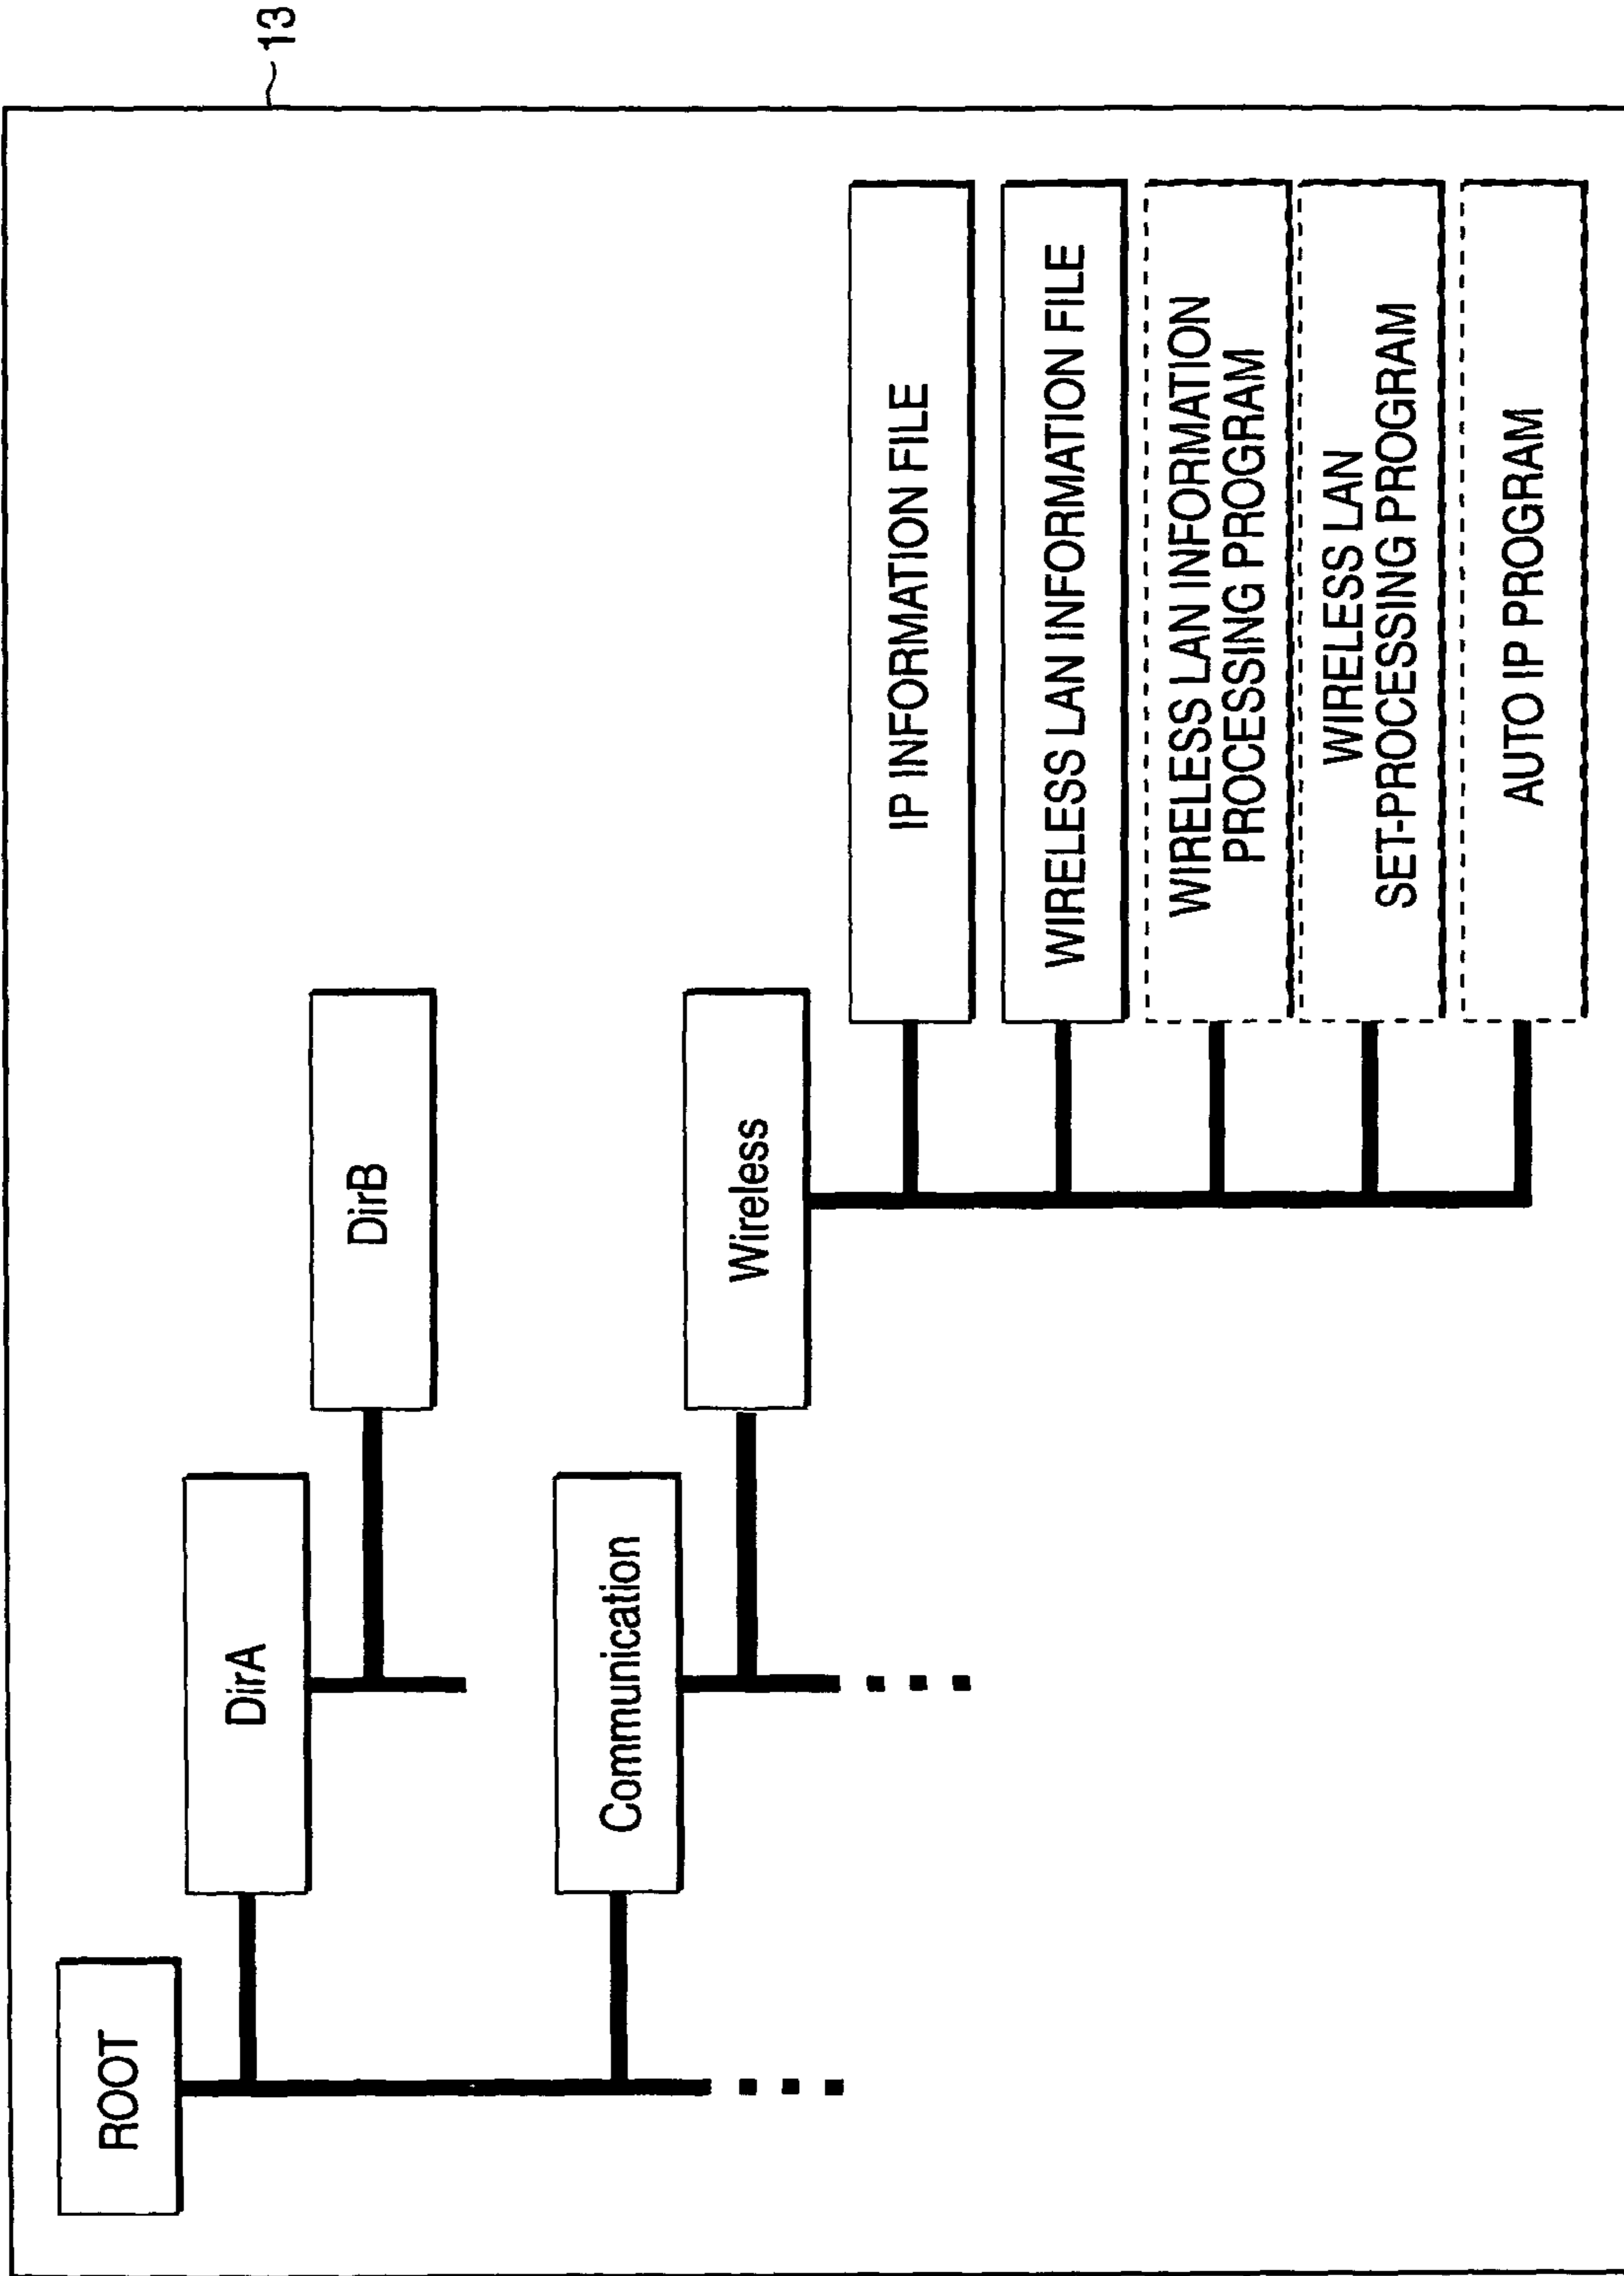 13
ROOT
DirA
DirB
Communication
Wireless
IP INFORMATION FILE
WIRELESS LAN INFORMATION FILE
WIRELESS LAN INFORMATION
PROCESSING PROGRAM
WIRELESS LAN
SET-PROCESSING PROGRAM
AUTO IP PROGRAM